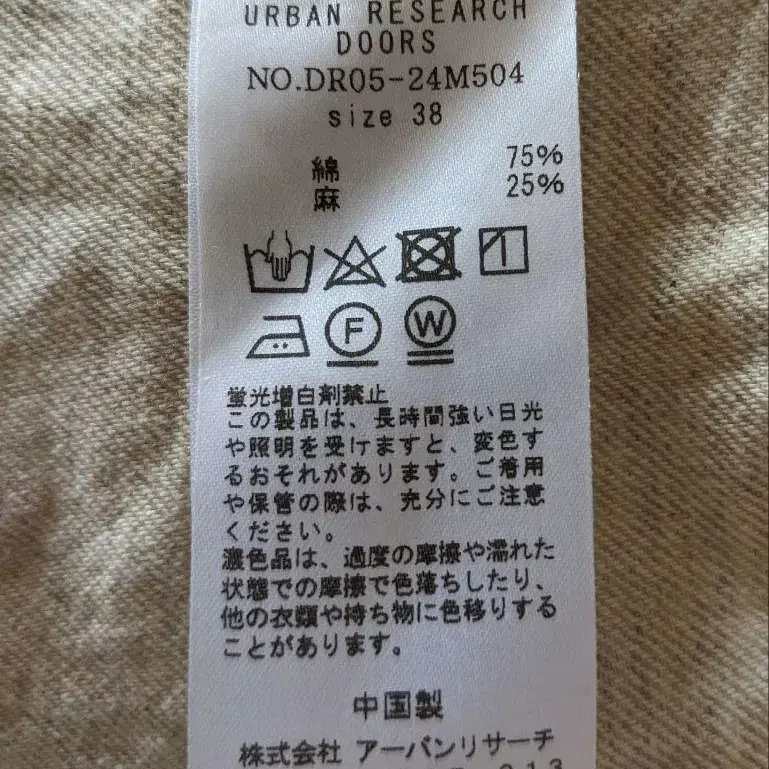 URBAN RESEARCH
DOORS
NO.DR05-24M504
size 38
綿 75%
麻 25%
F W
蛍光増白剤禁止
この製品は、長時間強い日光
や照明を受けますと、変色す
るおそれがあります。ご着用
や保管の際は、充分にご注意
ください。
濃色品は、過度の摩擦や濡れた
状態での摩擦で色落ちしたり、
他の衣類や持ち物に色移りする
ことがあります。
中国製
株式会社 アーバンリサーチ